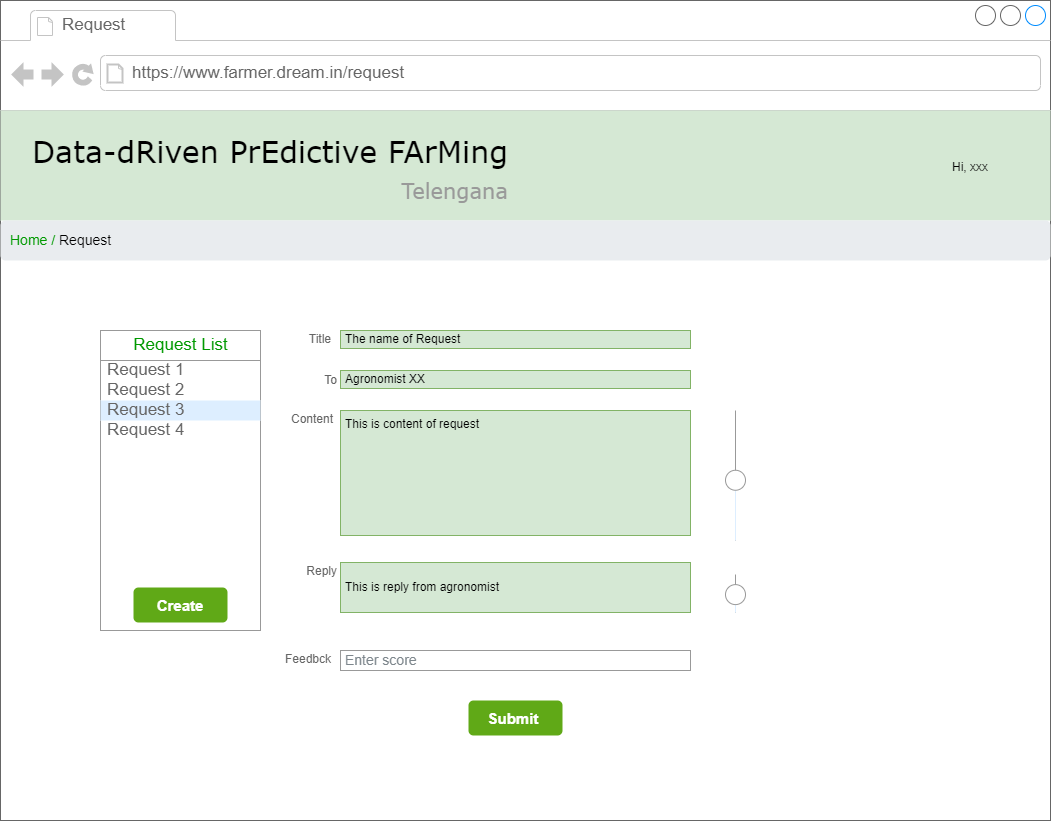 Request
https://www.farmer.dream.in/request
Data-dRiven PrEdictive FArMing
Telengana
Hi, xxx
Home / Request
Request List
Request 1
Request 2
Request 3
Request 4
Create
Title
The name of Request
To
Agronomist XX
Content
This is content of request
Reply
This is reply from agronomist
Feedbck
Enter score
Submit